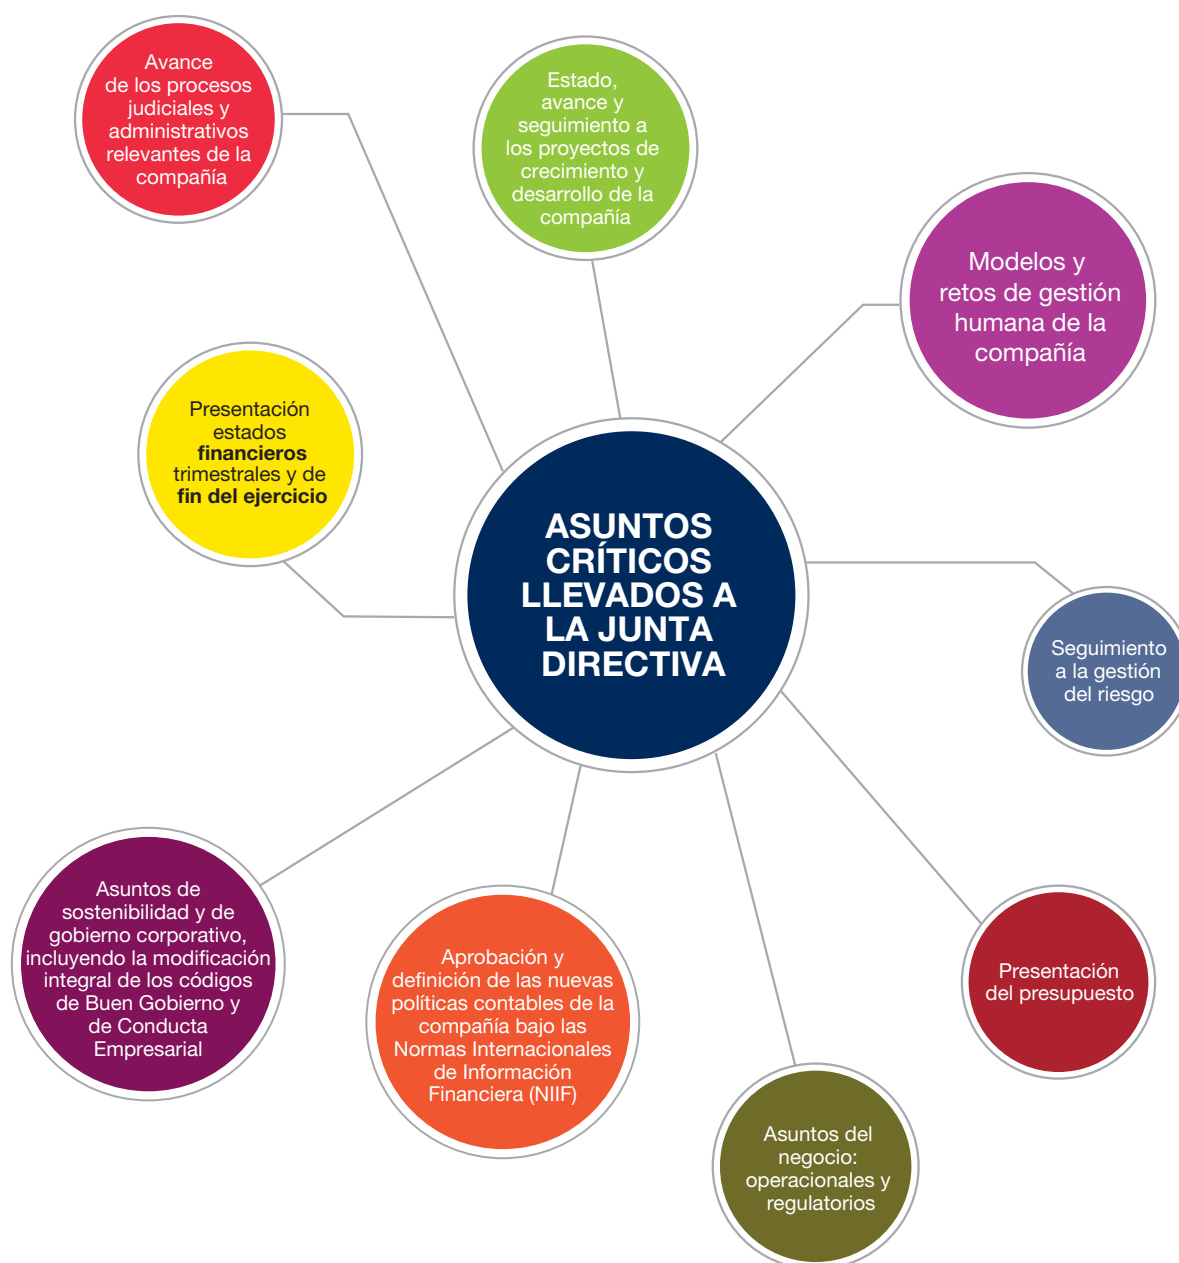 Avance
de los procesos
judiciales y
administrativos
relevantes de la
compañía
Estado,
avance y
seguimiento a
los proyectos de
crecimiento y
desarrollo de la
compañía
Modelos y
retos de gestión
humana de la
compañía
Presentación
estados
financieros
trimestrales y de
fin del ejercicio
ASUNTOS
CRÍTICOS
LLEVADOS A
LA JUNTA
DIRECTIVA
Seguimiento
a la gestión
del riesgo
Asuntos de
sostenibilidad y de
gobierno corporativo,
incluyendo la modificación
integral de los códigos
de Buen Gobierno y
de Conducta
Empresarial
Aprobación y
definición de las nuevas
políticas contables de la
compañía bajo las
Normas Internacionales
de Información
Financiera (NIIF)
Presentación
del presupuesto
Asuntos del
negocio:
operacionales y
regulatorios